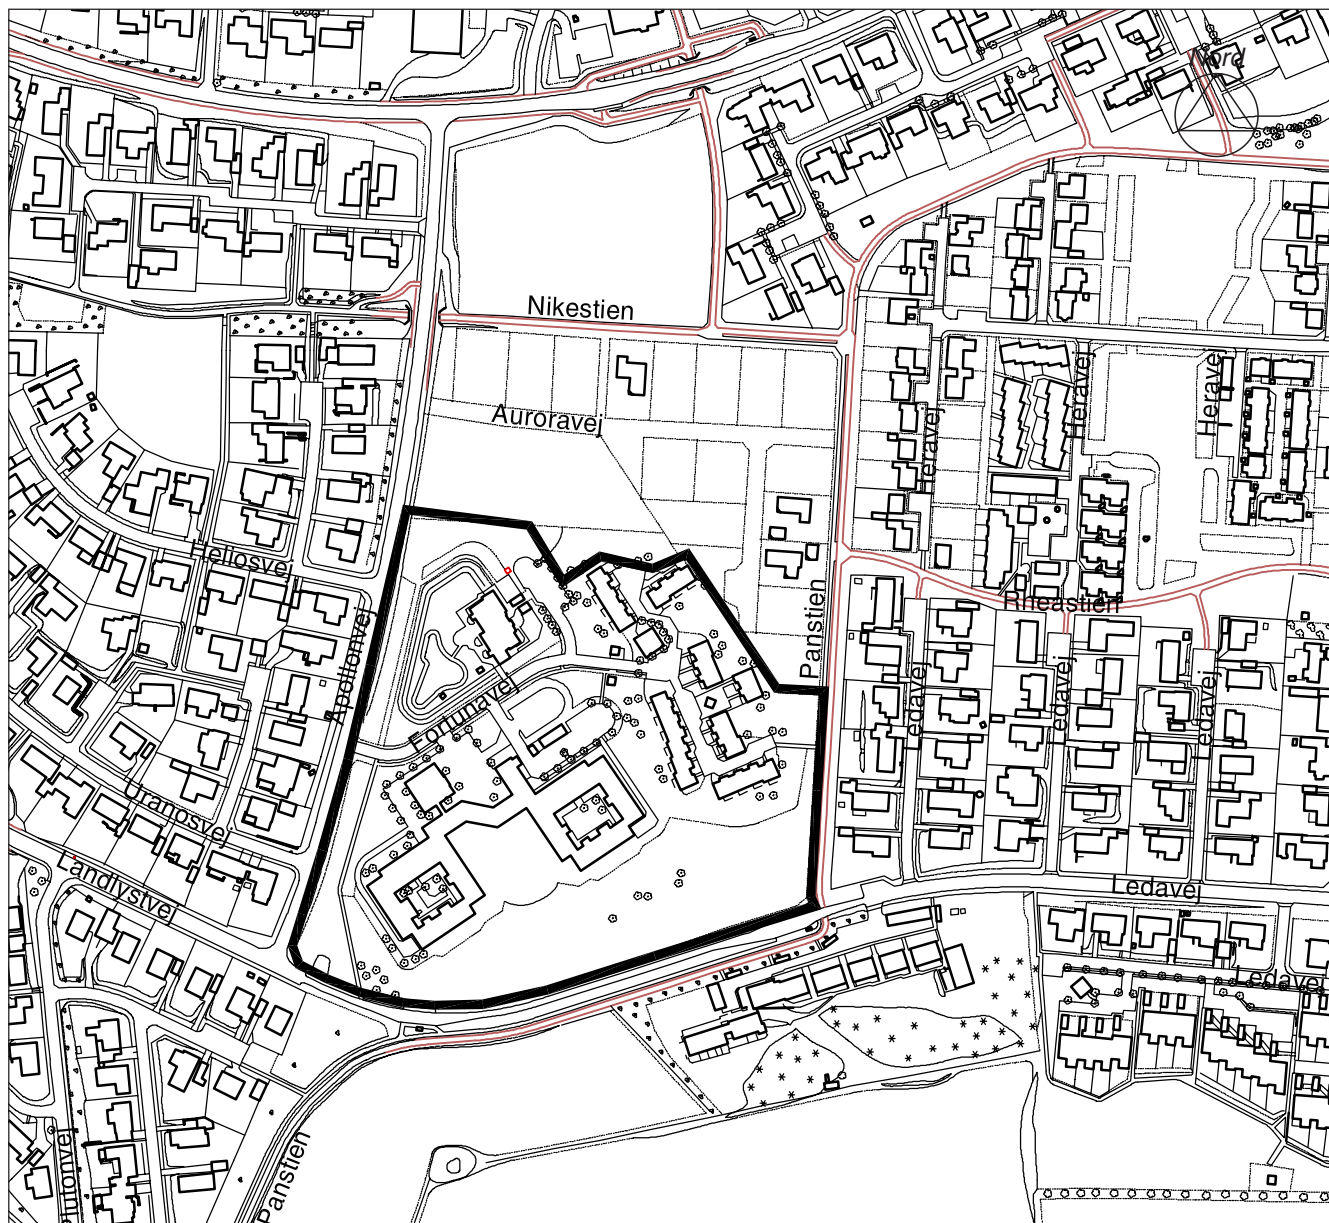 Nord
Nikestien
Auroravej
Heravej
Heravej
Heravej
Heliosvej
Panstien
Rheastien
Apollonvej
Fortunavej
Ledavej
Ledavej
Ledavej
Uranosvej
Landlystvej
Ledavej
Ledavej
Plutonvej
Panstien